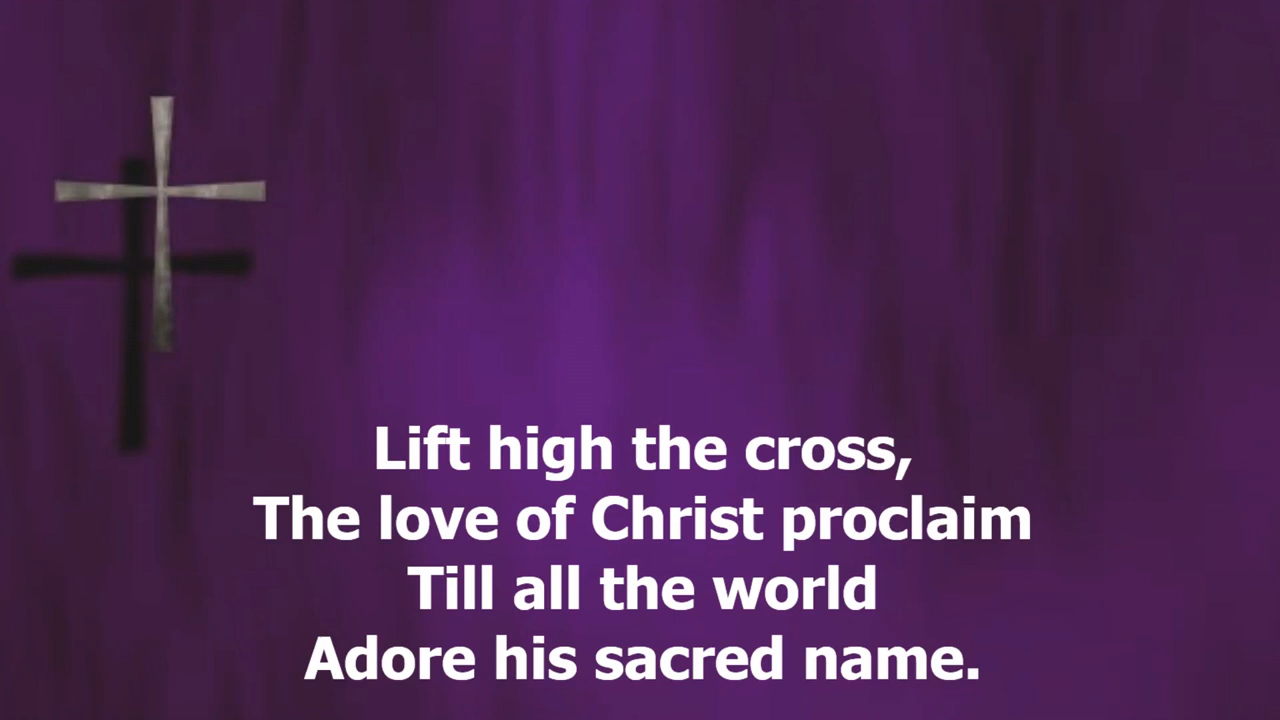 Lift high the cross,
The love of Christ proclaim
Till all the world
Adore his sacred name.